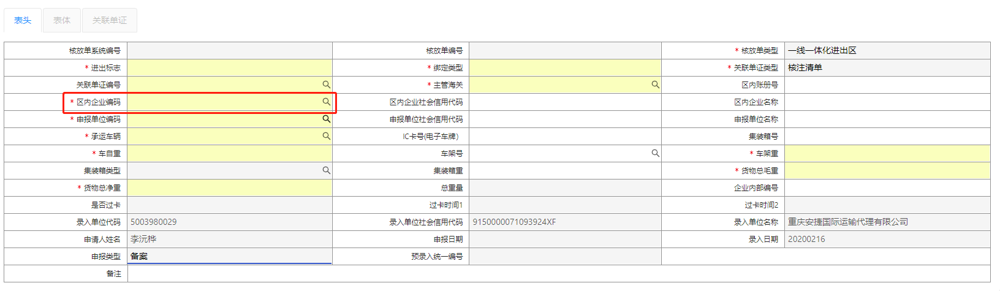 表头 表体 关联单证
核放单系统编号 核放单编号 * 核放单类型 一线一体化进出区
* 进出标志 * 绑定类型 * 关联单证类型 核注清单
关联单证编号 * 主管海关 区内账册号
* 区内企业编码 区内企业社会信用代码 区内企业名称
* 申报单位编码 申报单位社会信用代码 申报单位名称
* 承运车辆 IC卡号(电子车牌) 集装箱号
* 车自重 车架号 * 车架重
集装箱类型 集装箱重 * 货物总毛重
* 货物总净重 总重量 企业内部编号
是否过卡 过卡时间1 过卡时间2
录入单位代码 5003980029 录入单位社会信用代码 9150000071093924XF 录入单位名称 重庆安捷国际运输代理有限公司
申请人姓名 李沅桦 申报日期 录入日期 20200216
申报类型 备案 预录入统一编号
备注